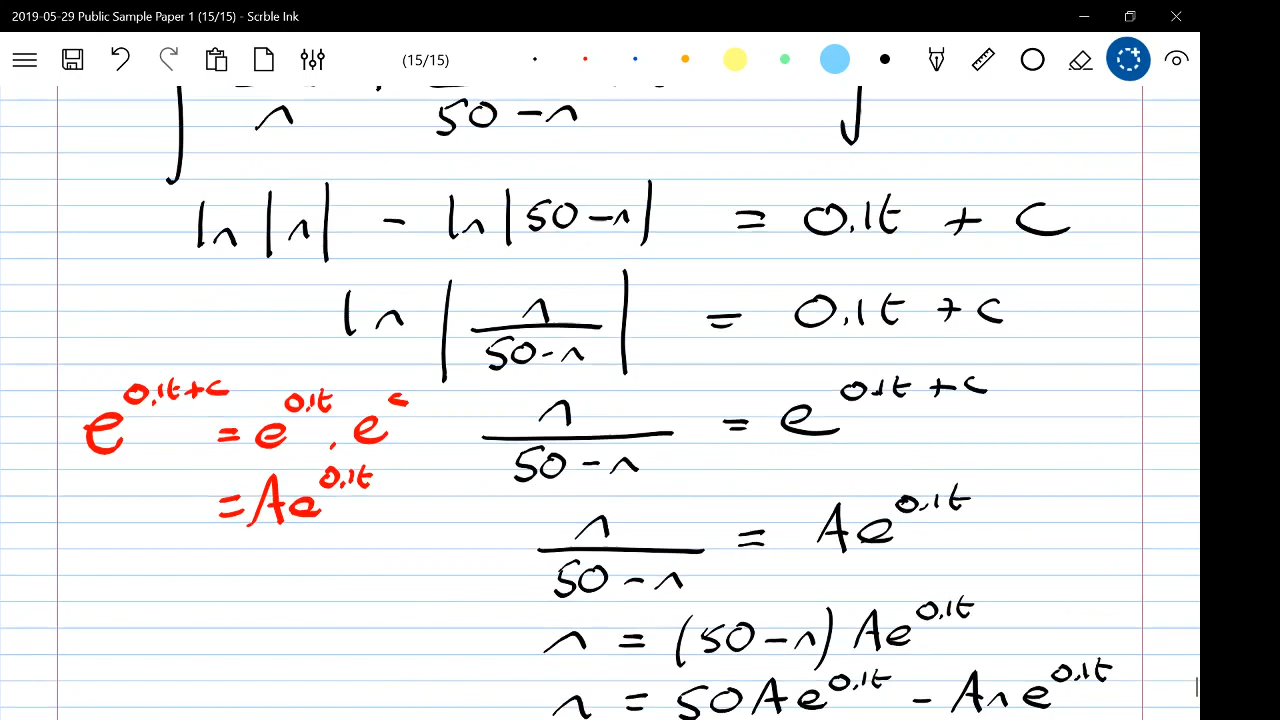 2019-05-29 Public Sample Paper 1 (15/15) - Scrble Ink
(15/15)
n 50-n
ln|n| - ln|50-n| = 0.1t + c
ln|n/(50-n)| = 0.1t + c
n/(50-n) = e^(0.1t + c)
e^(0.1t+c) = e^(0.1t) . e^c
= Ae^(0.1t)
n/(50-n) = Ae^(0.1t)
n = (50-n) Ae^(0.1t)
n = 50Ae^(0.1t) - Ane^(0.1t)